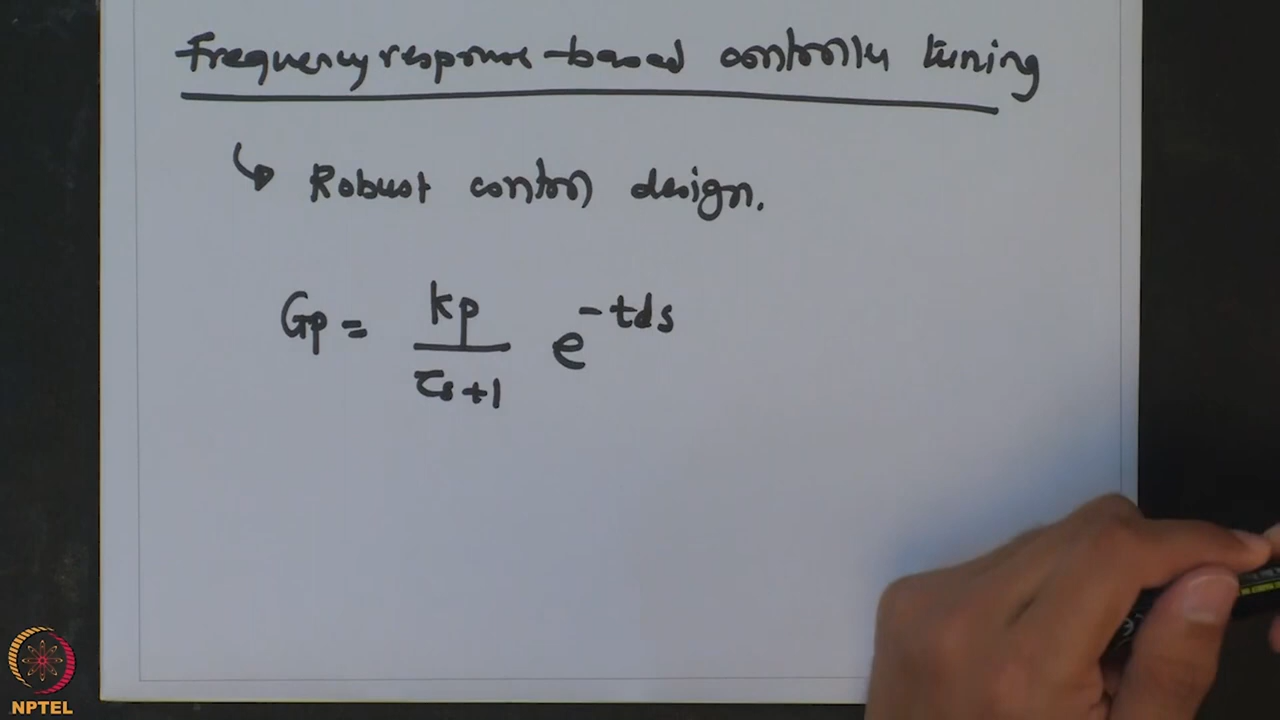 Frequency response-based controller tuning
↳ Robust control design.
Gp = kp / τs+1 e^-tds
NPTEL